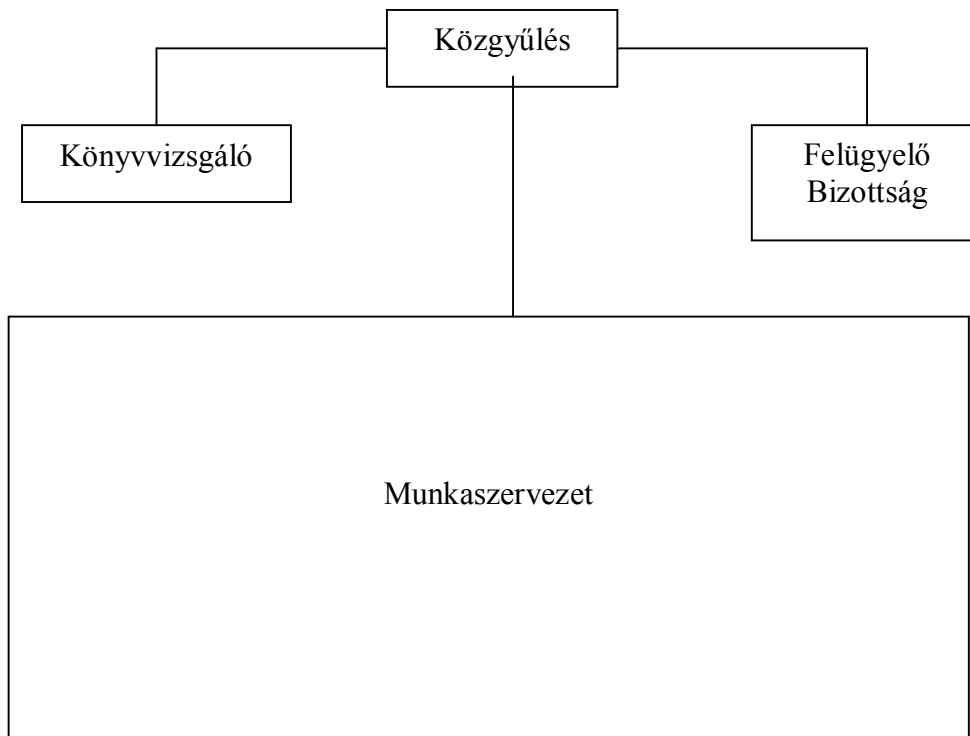 Közgyűlés
Könyvvizsgáló
Felügyelő
Bizottság
Munkaszervezet